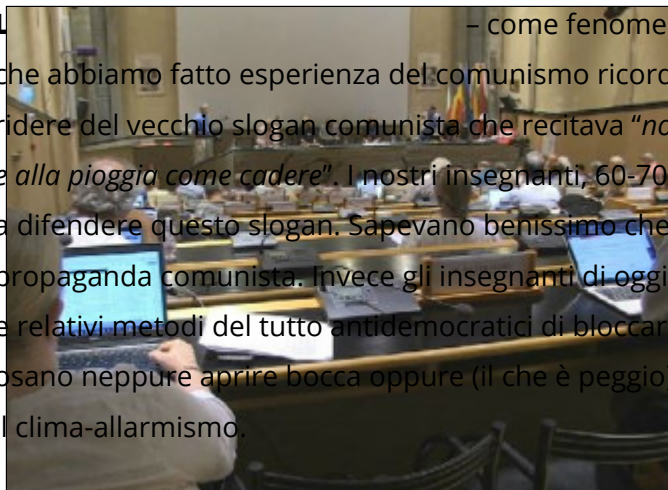 L – come fenome
che abbiamo fatto esperienza del comunismo ricord
ridere del vecchio slogan comunista che recitava “no
e alla pioggia come cadere”. I nostri insegnanti, 60-70
a difendere questo slogan. Sapevano benissimo che
propaganda comunista. Invece gli insegnanti di oggi
e relativi metodi del tutto antidemocratici di bloccar
osano neppure aprire bocca oppure (il che è peggio
l clima-allarmismo.